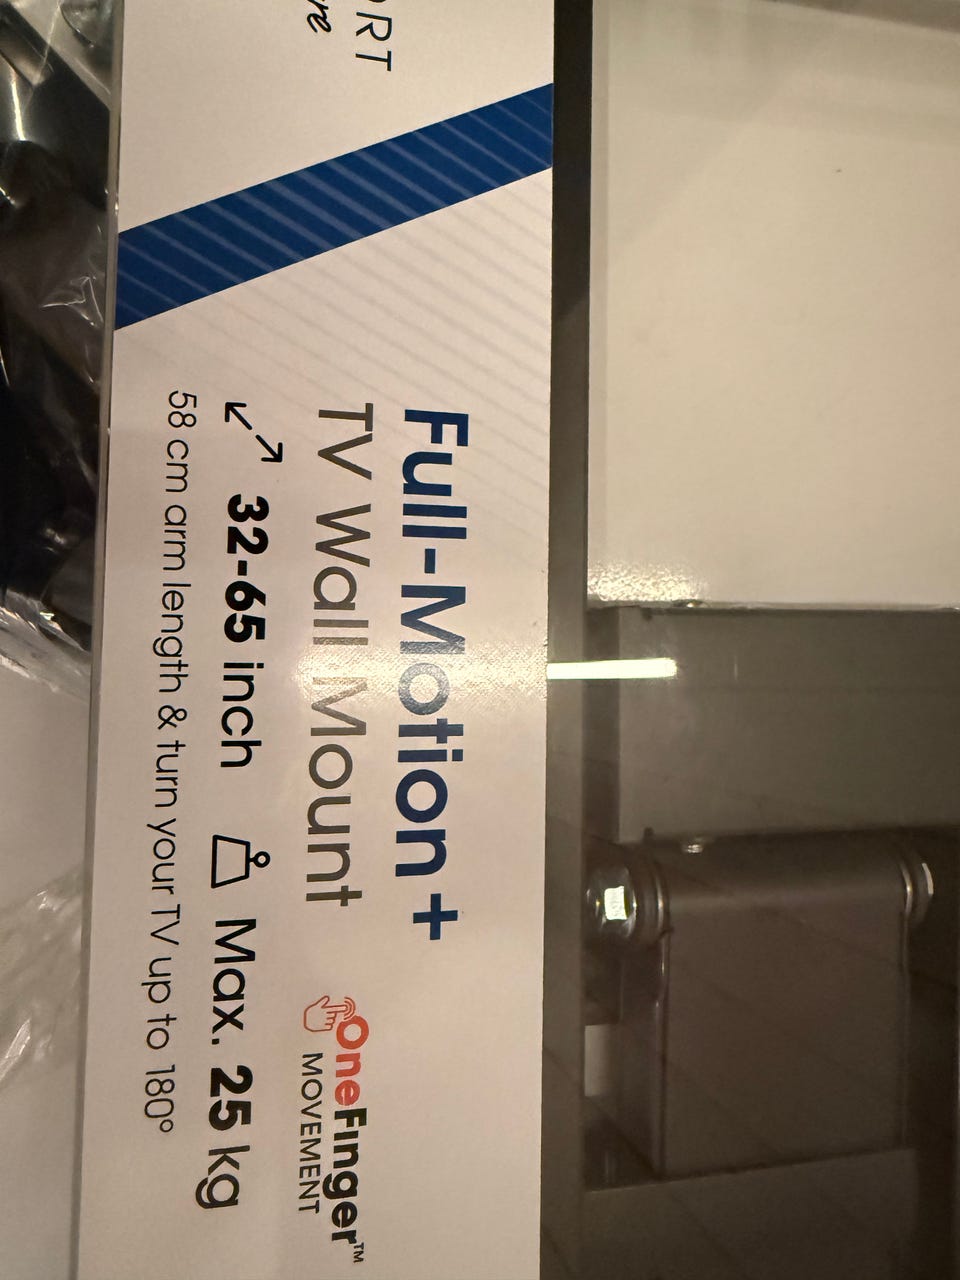 Full-Motion +
TV Wall Mount
OneFinger™
MOVEMENT
32-65 inch Max. 25 kg
58 cm arm length & turn your TV up to 180°